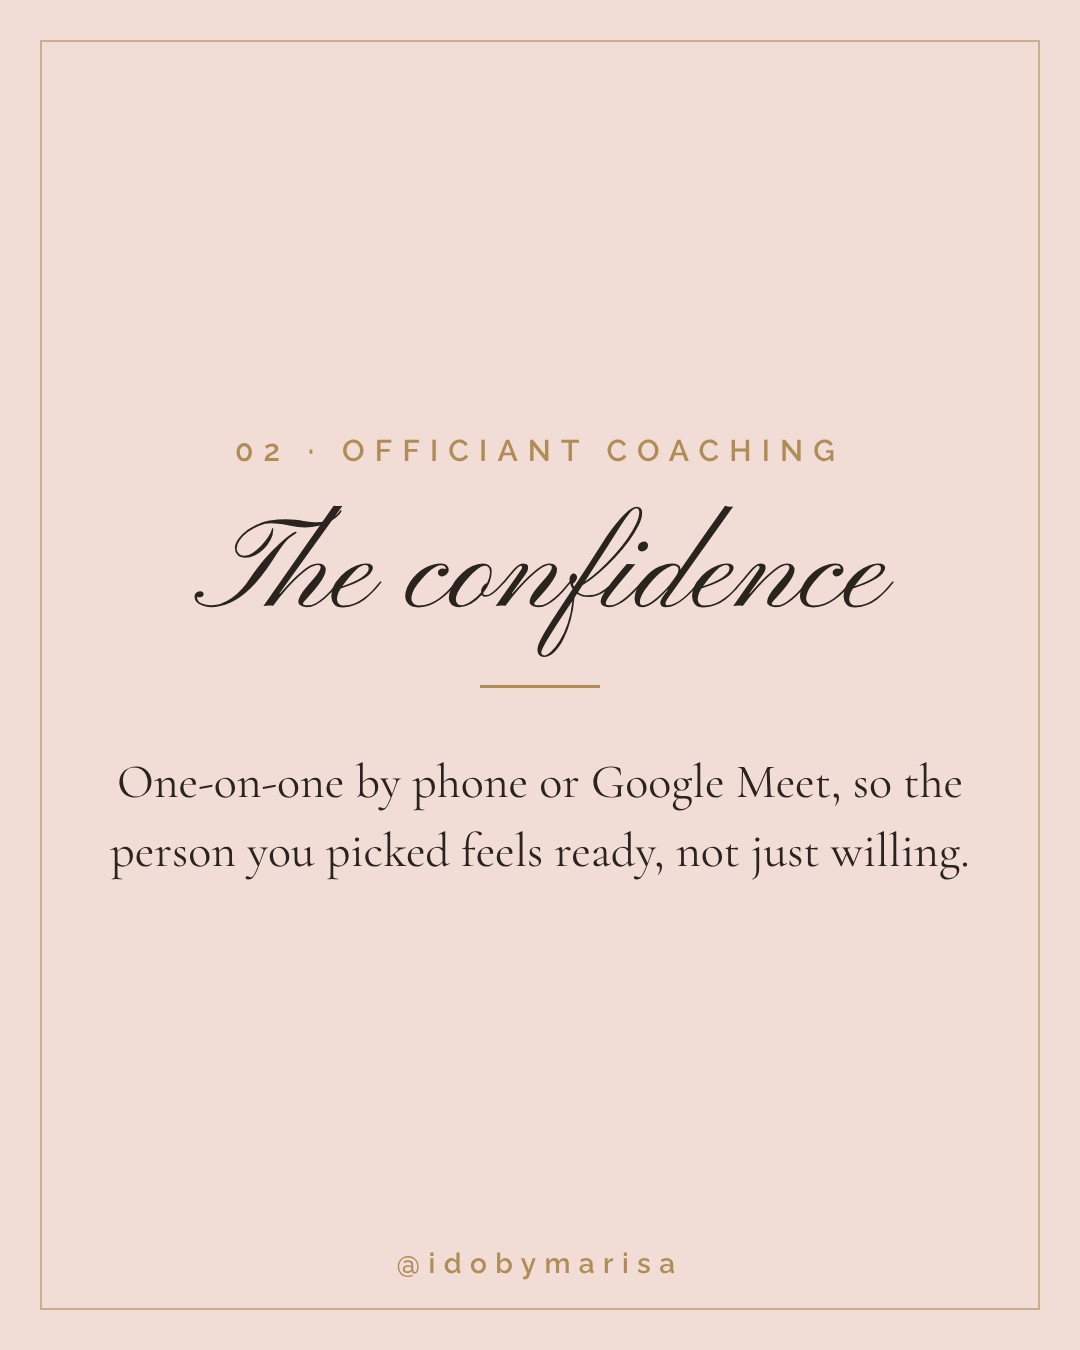 02 · OFFICIANT COACHING
The confidence
One-on-one by phone or Google Meet, so the
person you picked feels ready, not just willing.
@idobymarisa